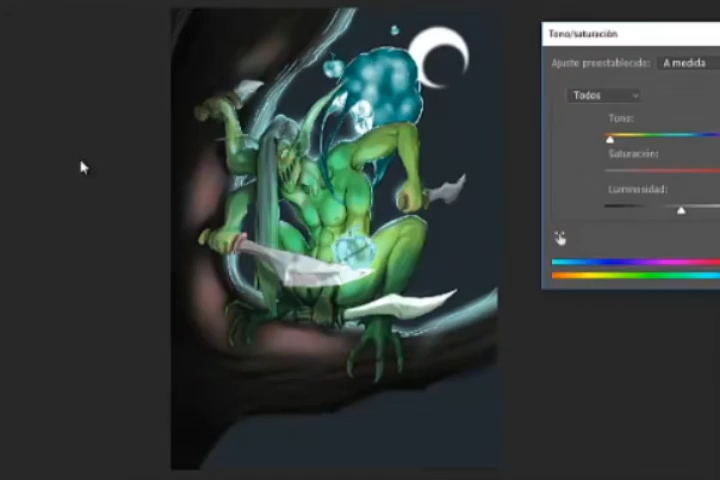 Tono/saturación
Ajuste preestablecido: A medida
Todos
Tono:
Saturación:
Luminosidad: